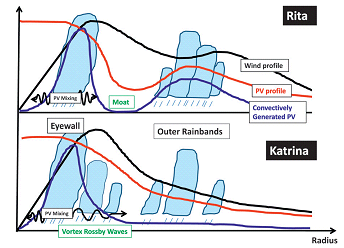 Rita
Wind profile
PV profile
PV Mixing
Moat
Convectively
Generated PV
Eyewall
Outer Rainbands
Katrina
PV Mixing
Vortex Rossby Waves
Radius